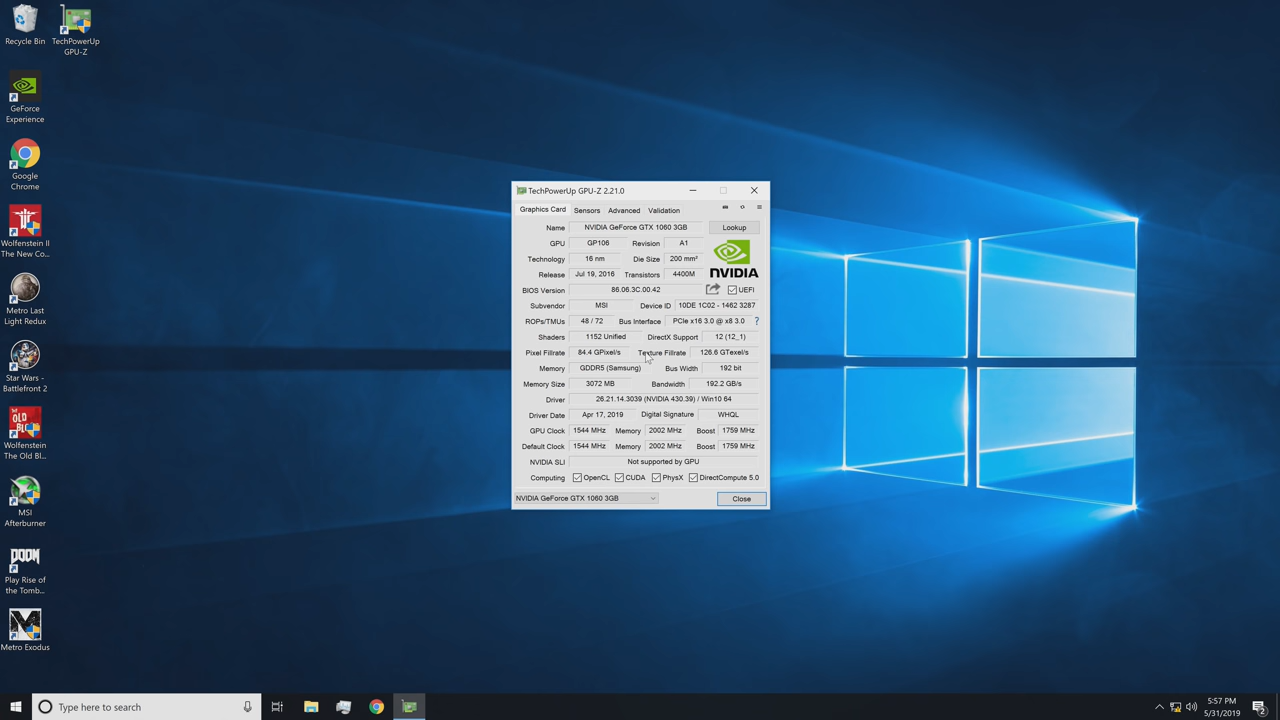 Recycle Bin
TechPowerUp
GPU-Z
GeForce
Experience
Google
Chrome
Wolfenstein II
The New Co...
Metro Last
Light Redux
Star Wars -
Battlefront 2
OLD
Wolfenstein
The Old Bl...
MSI
Afterburner
DOOM
Play Rise of
the Tomb...
Metro Exodus
TechPowerUp GPU-Z 2.21.0
Graphics Card Sensors Advanced Validation
Name NVIDIA GeForce GTX 1060 3GB Lookup
GPU GP106 Revision A1
Technology 16 nm Die Size 200 mm²
Release Jul 19, 2016 Transistors 4400M
NVIDIA
BIOS Version 86.06.3C.00.42 UEFI
Subvendor MSI Device ID 10DE 1C02 - 1462 3287
ROPs/TMUs 48 / 72 Bus Interface PCIe x16 3.0 @ x8 3.0 ?
Shaders 1152 Unified DirectX Support 12 (12_1)
Pixel Fillrate 84.4 GPixel/s Texture Fillrate 126.6 GTexel/s
Memory GDDR5 (Samsung) Bus Width 192 bit
Memory Size 3072 MB Bandwidth 192.2 GB/s
Driver 26.21.14.3039 (NVIDIA 430.39) / Win10 64
Driver Date Apr 17, 2019 Digital Signature WHQL
GPU Clock 1544 MHz Memory 2002 MHz Boost 1759 MHz
Default Clock 1544 MHz Memory 2002 MHz Boost 1759 MHz
NVIDIA SLI Not supported by GPU
Computing OpenCL CUDA PhysX DirectCompute 5.0
NVIDIA GeForce GTX 1060 3GB Close
Type here to search
5:57 PM
5/31/2019
2